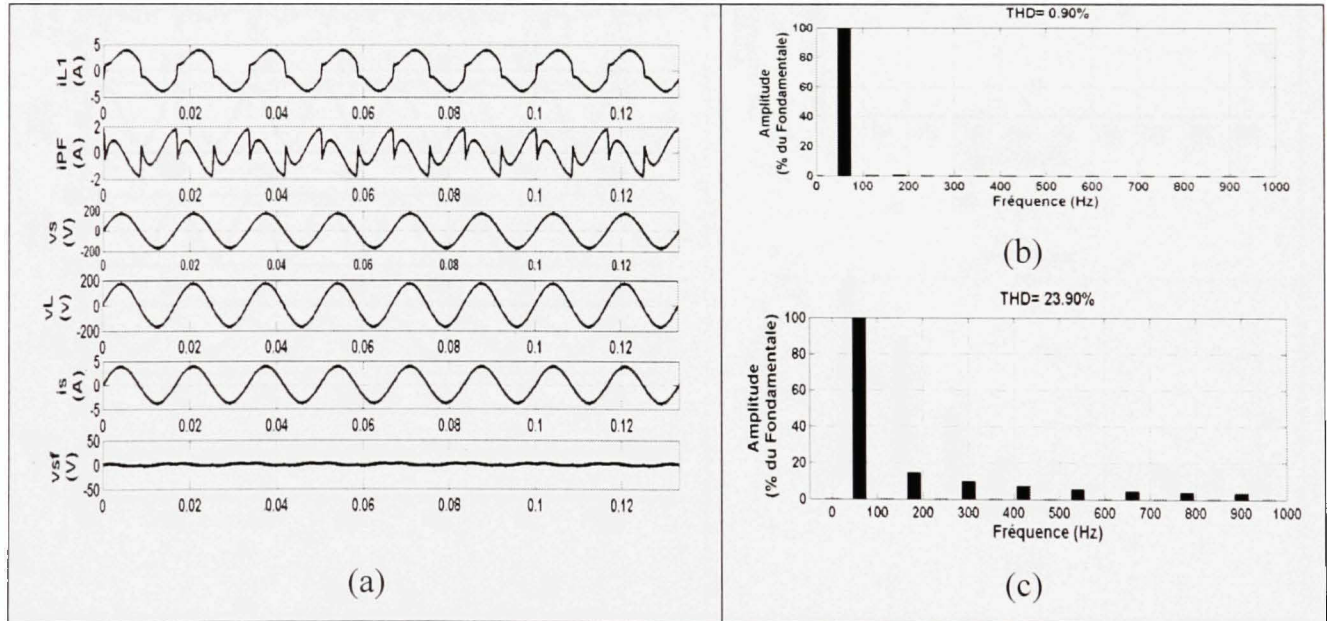 iL1
(A)
5
0
-5
0 0.02 0.04 0.06 0.08 0.1 0.12
iPF
(A)
2
0
-2
0 0.02 0.04 0.06 0.08 0.1 0.12
vs
(V)
200
0
-200
0 0.02 0.04 0.06 0.08 0.1 0.12
vL
(V)
200
0
-200
0 0.02 0.04 0.06 0.08 0.1 0.12
is
(A)
5
0
-5
0 0.02 0.04 0.06 0.08 0.1 0.12
vsf
(V)
50
0
-50
0 0.02 0.04 0.06 0.08 0.1 0.12
(a)
THD= 0.90%
Amplitude
(% du Fondamentale)
100
80
60
40
20
0
0 100 200 300 400 500 600 700 800 900 1000
Fréquence (Hz)
(b)
THD= 23.90%
Amplitude
(% du Fondamentale)
100
80
60
40
20
0
0 100 200 300 400 500 600 700 800 900 1000
Fréquence (Hz)
(c)